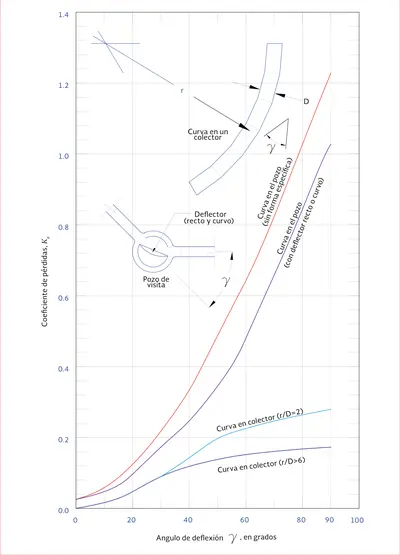 1.4
1.2
1.0
0.8
0.6
0.4
0.2
0.0
0
20
40
60
80
90
100
Coeficiente de pérdidas, Kc
Angulo de deflexión γ , en grados
r
D
Curva en un
colector
γ
Deflector
(recto y curvo)
Pozo de
visita
γ
Curva en el pozo
(sin forma específica)
Curva en el pozo
(con deflector recto o curvo)
Curva en colector (r/D=2)
Curva en colector (r/D>6)